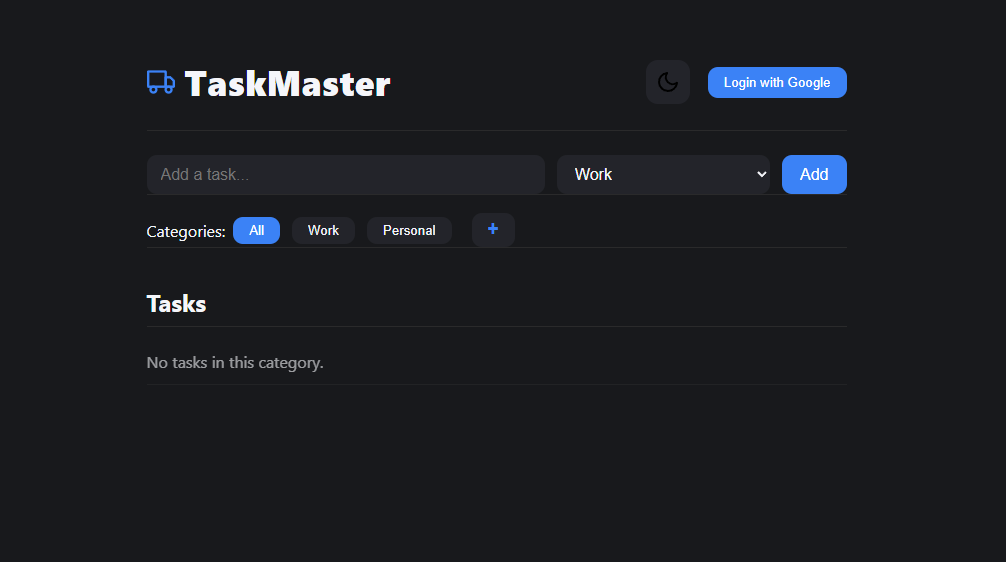 TaskMaster Login with Google
Add a task... Work Add
Categories: All Work Personal +
Tasks
No tasks in this category.